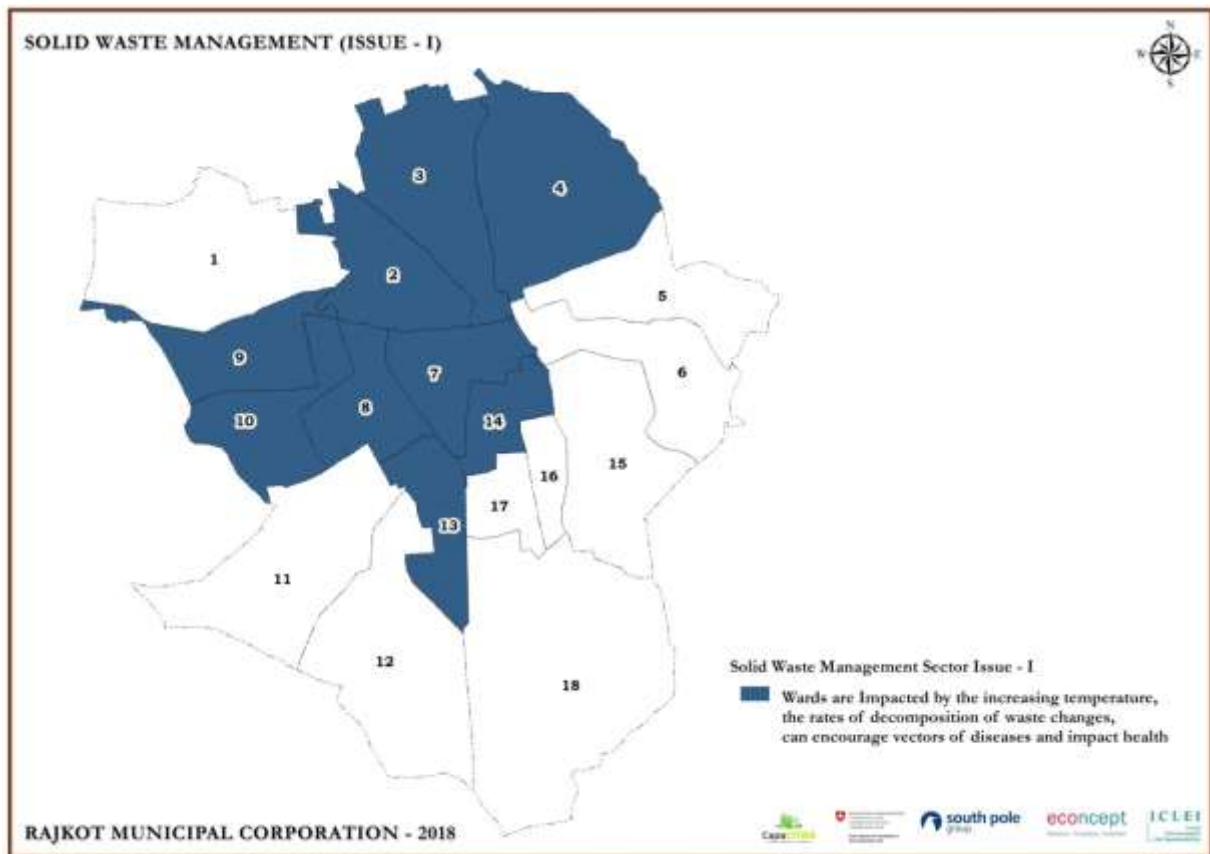 SOLID WASTE MANAGEMENT (ISSUE - I)
N
W E
S
3
4
1
2
5
9
7
6
10
8
14
15
16
17
13
11
12
18
Solid Waste Management Sector Issue - I
Wards are Impacted by the increasing temperature,
the rates of decomposition of waste changes,
can encourage vectors of diseases and impact health
RAJKOT MUNICIPAL CORPORATION - 2018
CapaCITIES
south pole
group
econcept
ICLEI